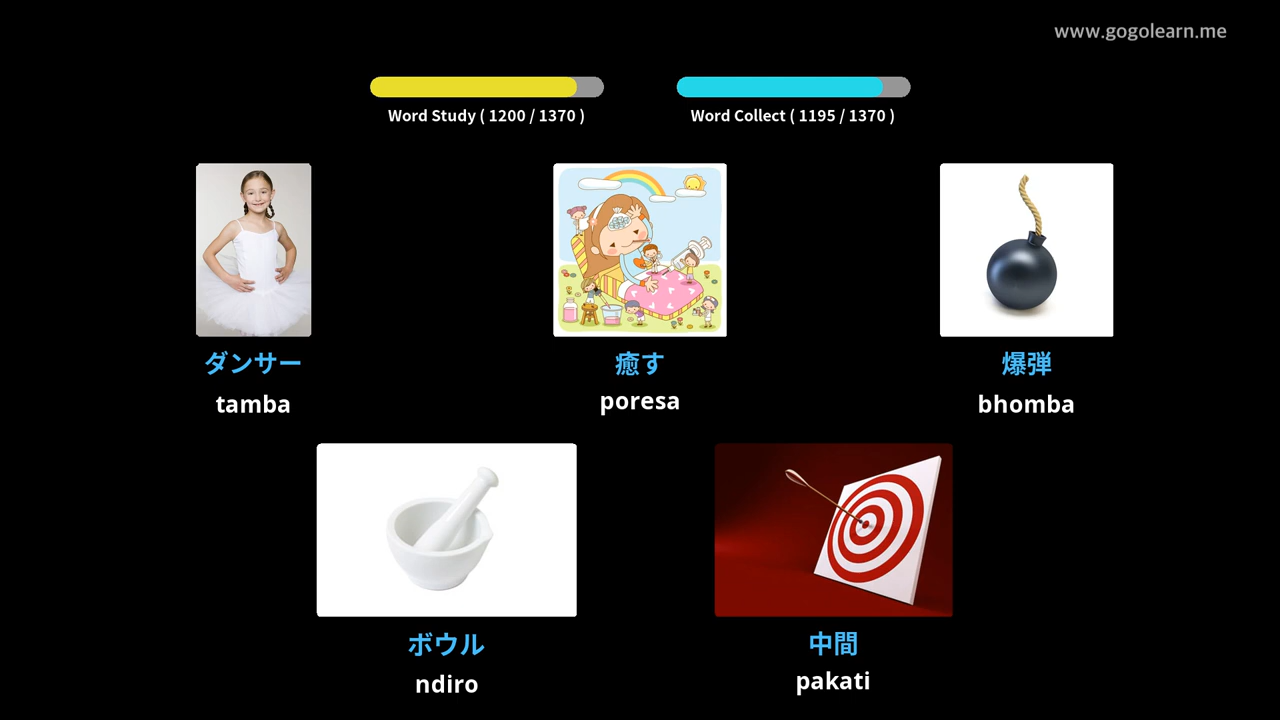 www.gogolearn.me
Word Study ( 1200 / 1370 )
Word Collect ( 1195 / 1370 )
ダンサー
tamba
癒す
poresa
爆弾
bhomba
ボウル
ndiro
中間
pakati